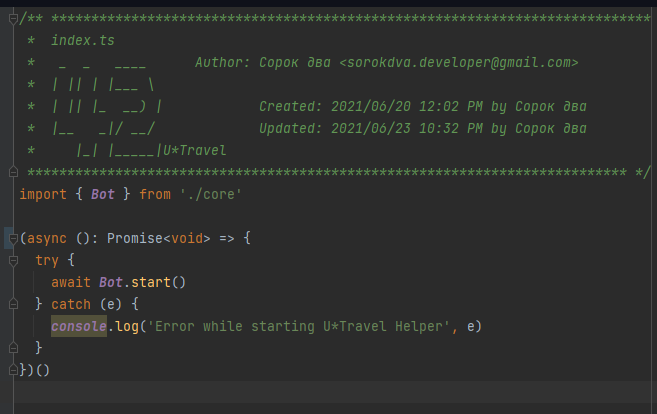 /** ***************************************************************************
 *  index.ts
 *   _  _   ____      Author: Сорок два <sorokdva.developer@gmail.com>
 *  | || | |___ \
 *  | || |_  __) |            Created: 2021/06/20 12:02 PM by Сорок два
 *  |__   _|/ __/             Updated: 2021/06/23 10:32 PM by Сорок два
 *     |_| |_____|U*Travel
 *************************************************************************** */
import { Bot } from './core'

(async (): Promise<void> => {
  try {
    await Bot.start()
  } catch (e) {
    console.log('Error while starting U*Travel Helper', e)
  }
})()